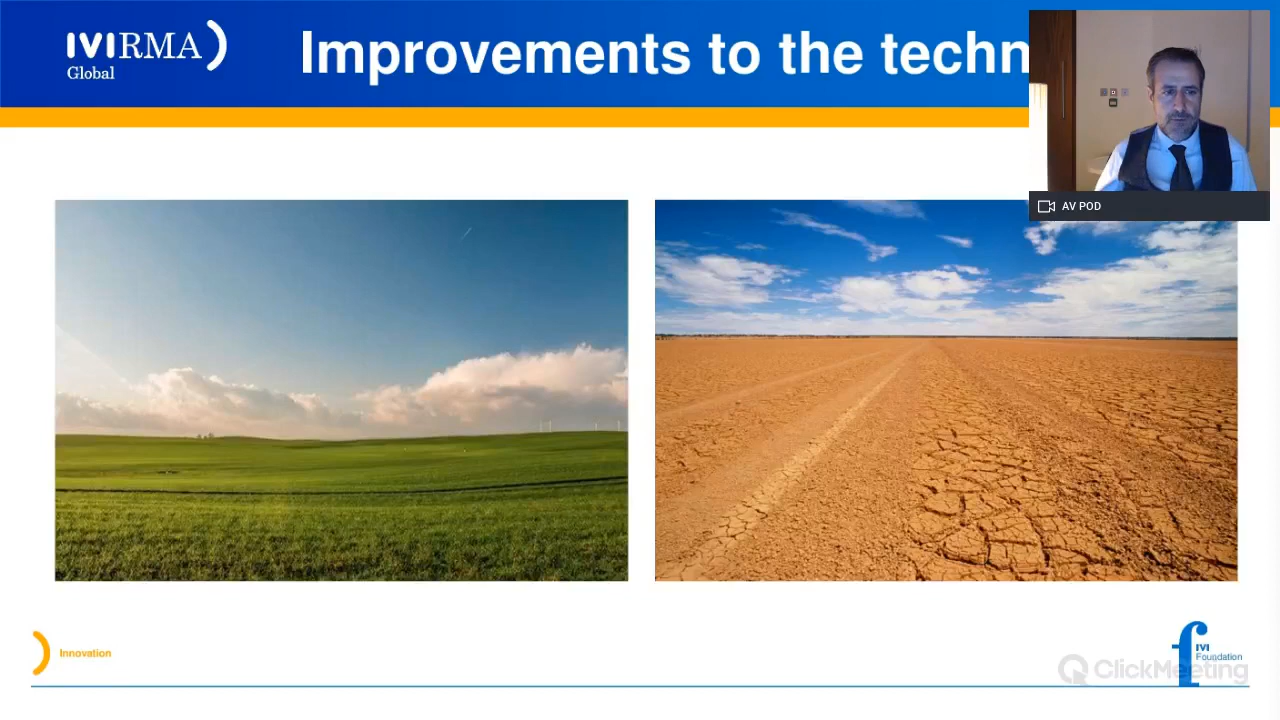 IVIRMA
Global
Improvements to the techn
AV POD
Innovation
IVI
Foundation
ClickMeeting